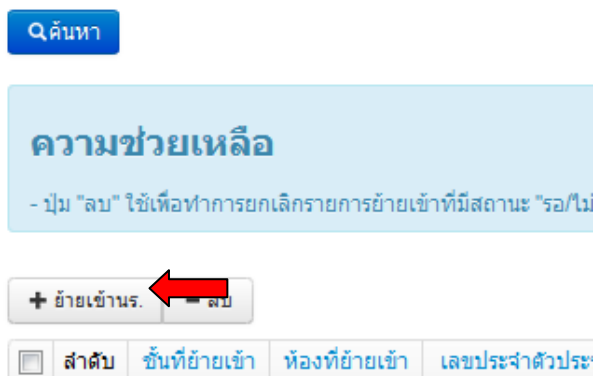 ค้นหา
ความช่วยเหลือ
- ปุ่ม "ลบ" ใช้เพื่อทำการยกเลิกรายการย้ายเข้าที่มีสถานะ "รอ/ไม่
ย้ายเข้านร. ลบ
ลำดับ ชั้นที่ย้ายเข้า ห้องที่ย้ายเข้า เลขประจำตัวประช